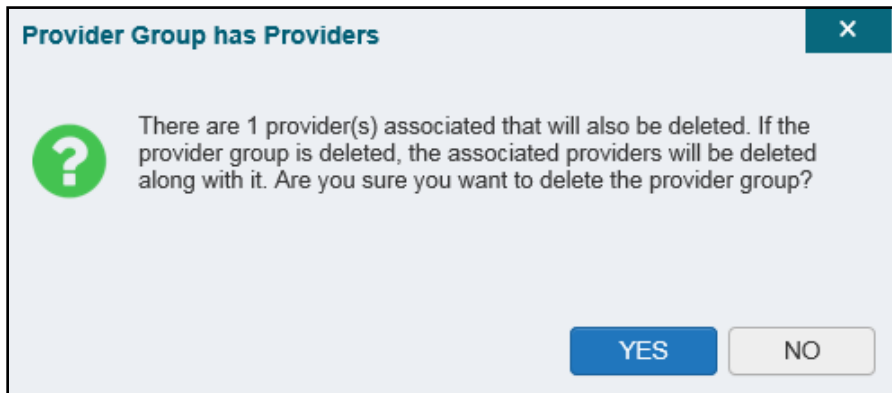 Provider Group has Providers
There are 1 provider(s) associated that will also be deleted. If the
provider group is deleted, the associated providers will be deleted
along with it. Are you sure you want to delete the provider group?
YES
NO